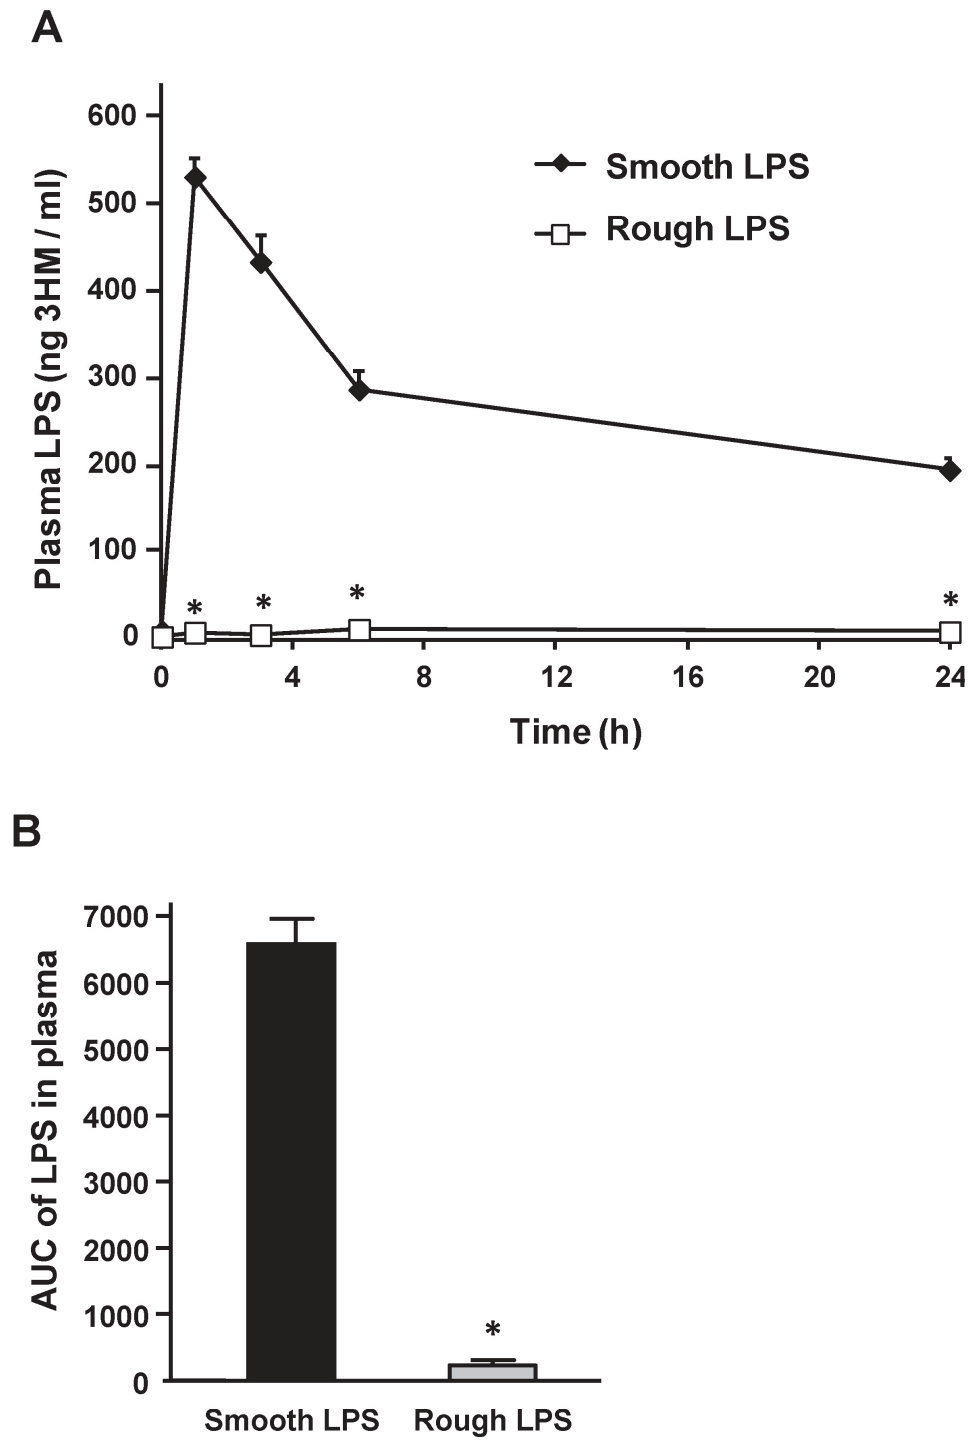 A
Plasma LPS (ng 3HM / ml)
600
500
400
300
200
100
0
Smooth LPS
Rough LPS
* * * *
0 4 8 12 16 20 24
Time (h)
B
AUC of LPS in plasma
7000
6000
5000
4000
3000
2000
1000
0
*
Smooth LPS Rough LPS